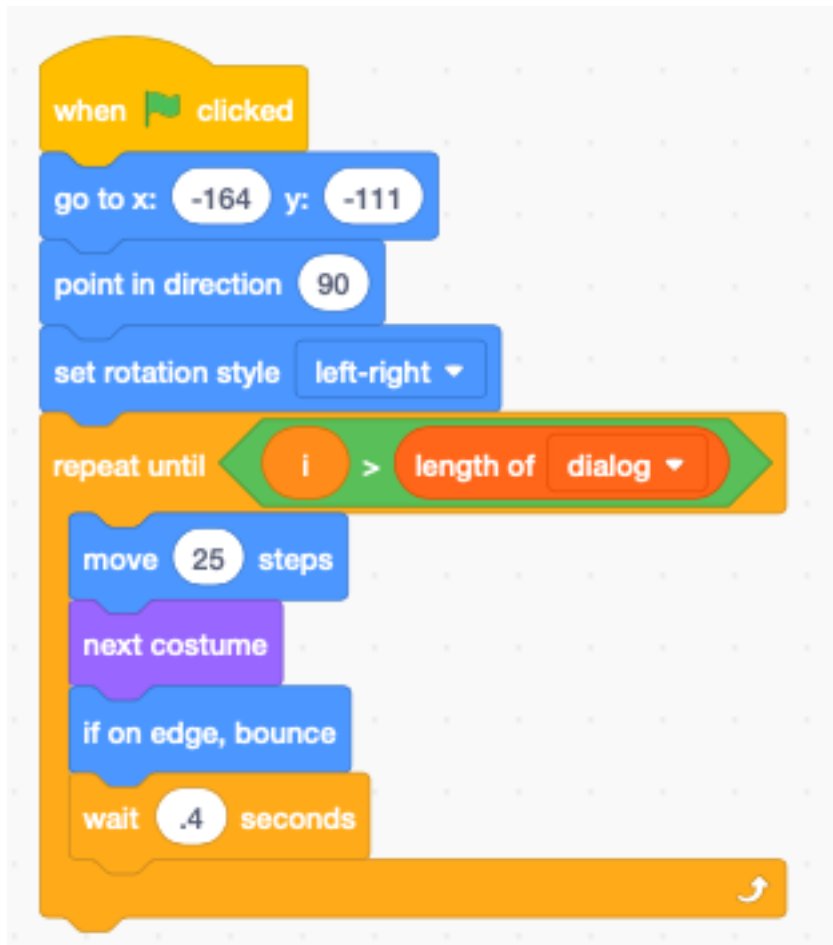 when clicked
go to x: -164 y: -111
point in direction 90
set rotation style left-right
repeat until i > length of dialog
move 25 steps
next costume
if on edge, bounce
wait .4 seconds